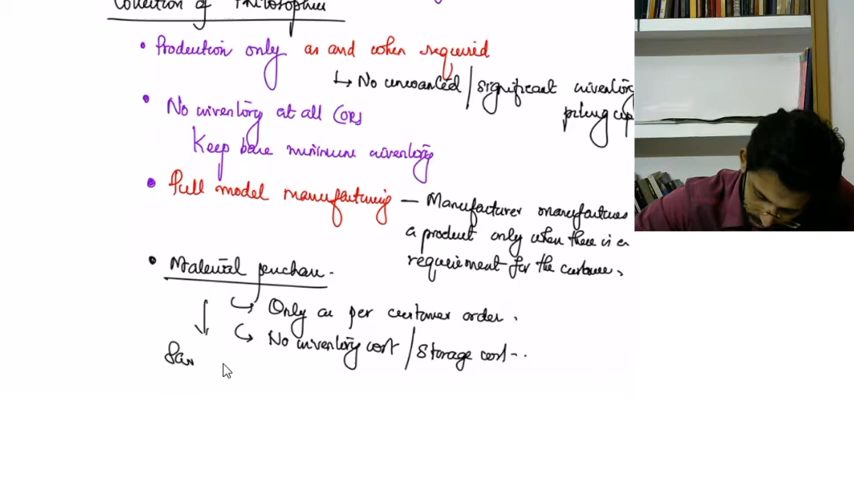 Collection of Philosophies
• Production only as and when required
↳ No unwanted / significant inventory
piling up
• No inventory at all (OR)
Keep bare minimum inventory
• Pull model manufacturing — Manufacturer manufactures
a product only when there is a
requirement for the customer.
• Material purchase.
↳ Only as per customer order.
↳ No inventory cost / storage cost..